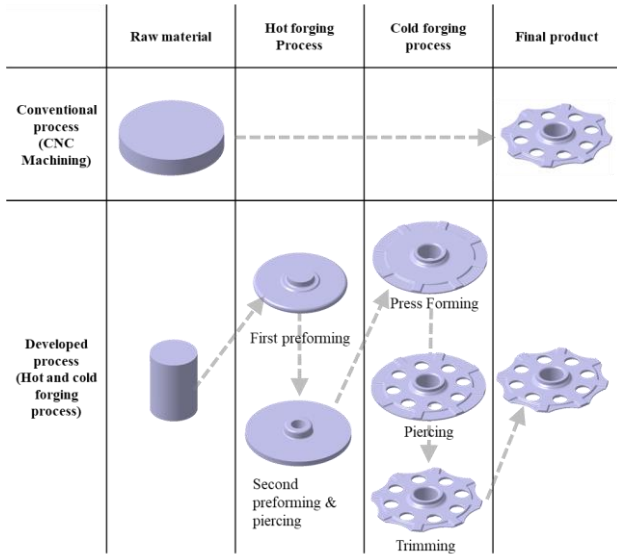 Raw material
Hot forging
Process
Cold forging
process
Final product
Conventional
process
(CNC
Machining)
Developed
process
(Hot and cold
forging
process)
First preforming
Second
preforming &
piercing
Press Forming
Piercing
Trimming